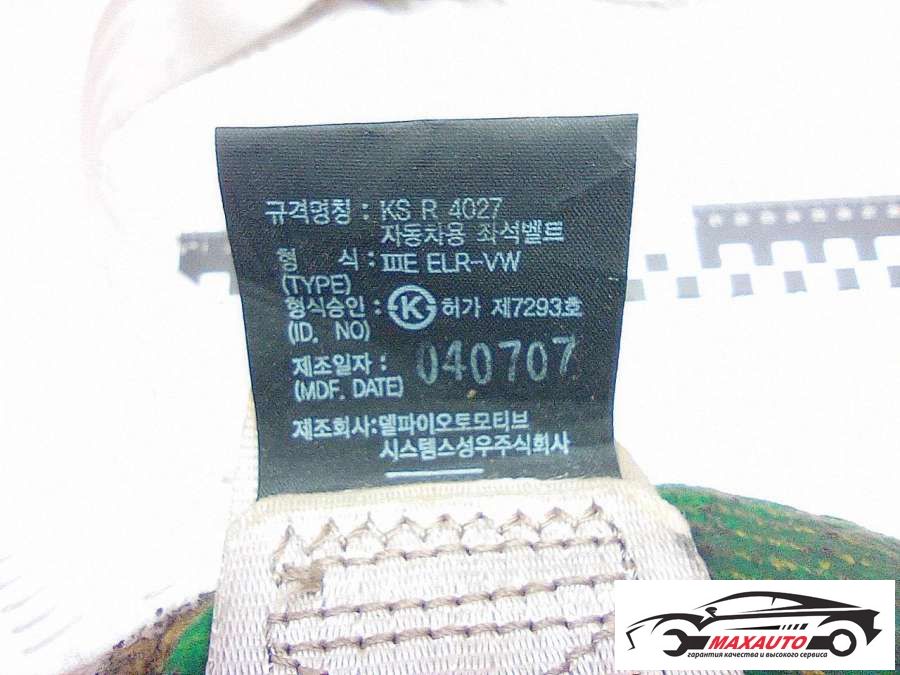 규격명칭 : KS R 4027
자동차용 좌석벨트
형 식 : IIIE ELR-VW
(TYPE)
형식승인 : K 허가 제7293호
(ID. NO)
제조일자 : 040707
(MDF. DATE)
제조회사:델파이오토모티브
시스템스성우주식회사
MAXAUTO
гарантия качества и высокого сервиса